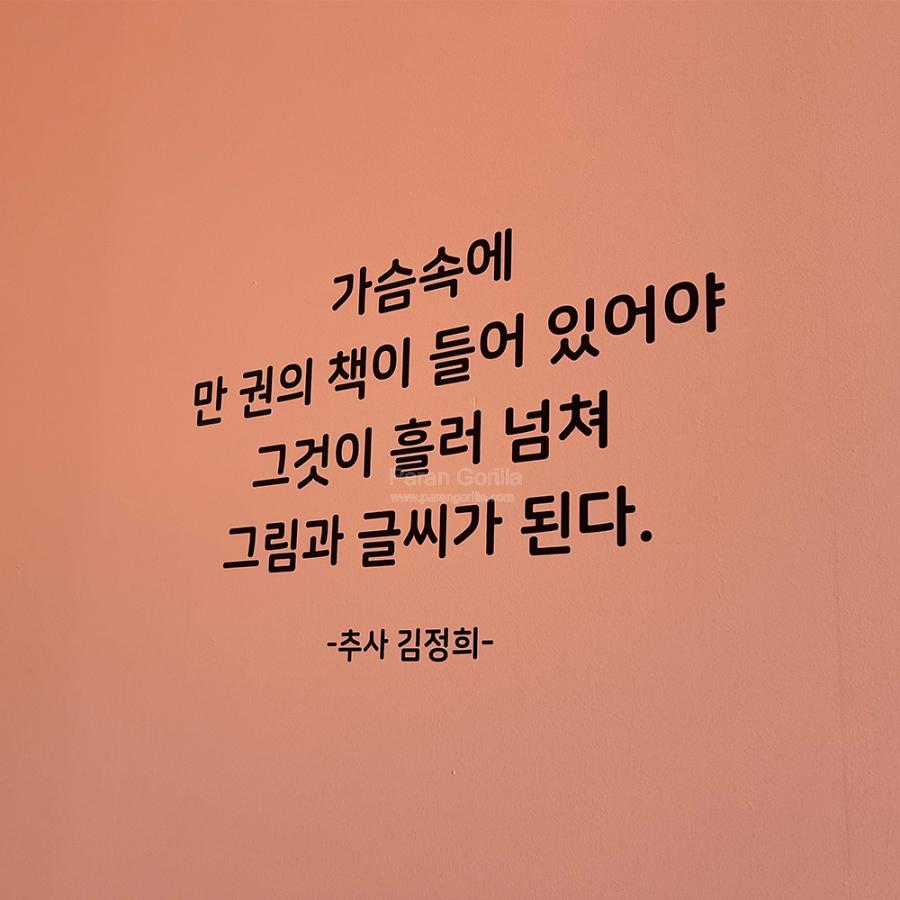 가슴속에
만 권의 책이 들어 있어야
그것이 흘러 넘쳐
그림과 글씨가 된다.
-추사 김정희-
Paran Gorilla
www.parangorilla.com